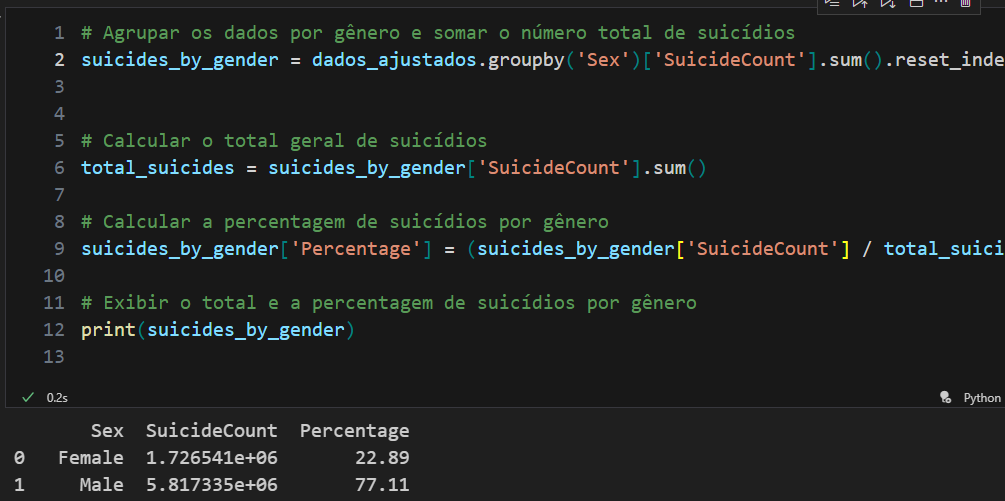 1 # Agrupar os dados por gênero e somar o número total de suicídios
2 suicides_by_gender = dados_ajustados.groupby('Sex')['SuicideCount'].sum().reset_inde
3
4
5 # Calcular o total geral de suicídios
6 total_suicides = suicides_by_gender['SuicideCount'].sum()
7
8 # Calcular a percentagem de suicídios por gênero
9 suicides_by_gender['Percentage'] = (suicides_by_gender['SuicideCount'] / total_suici
10
11 # Exibir o total e a percentagem de suicídios por gênero
12 print(suicides_by_gender)
13
0.2s Python
Sex SuicideCount Percentage
0 Female 1.726541e+06 22.89
1 Male 5.817335e+06 77.11